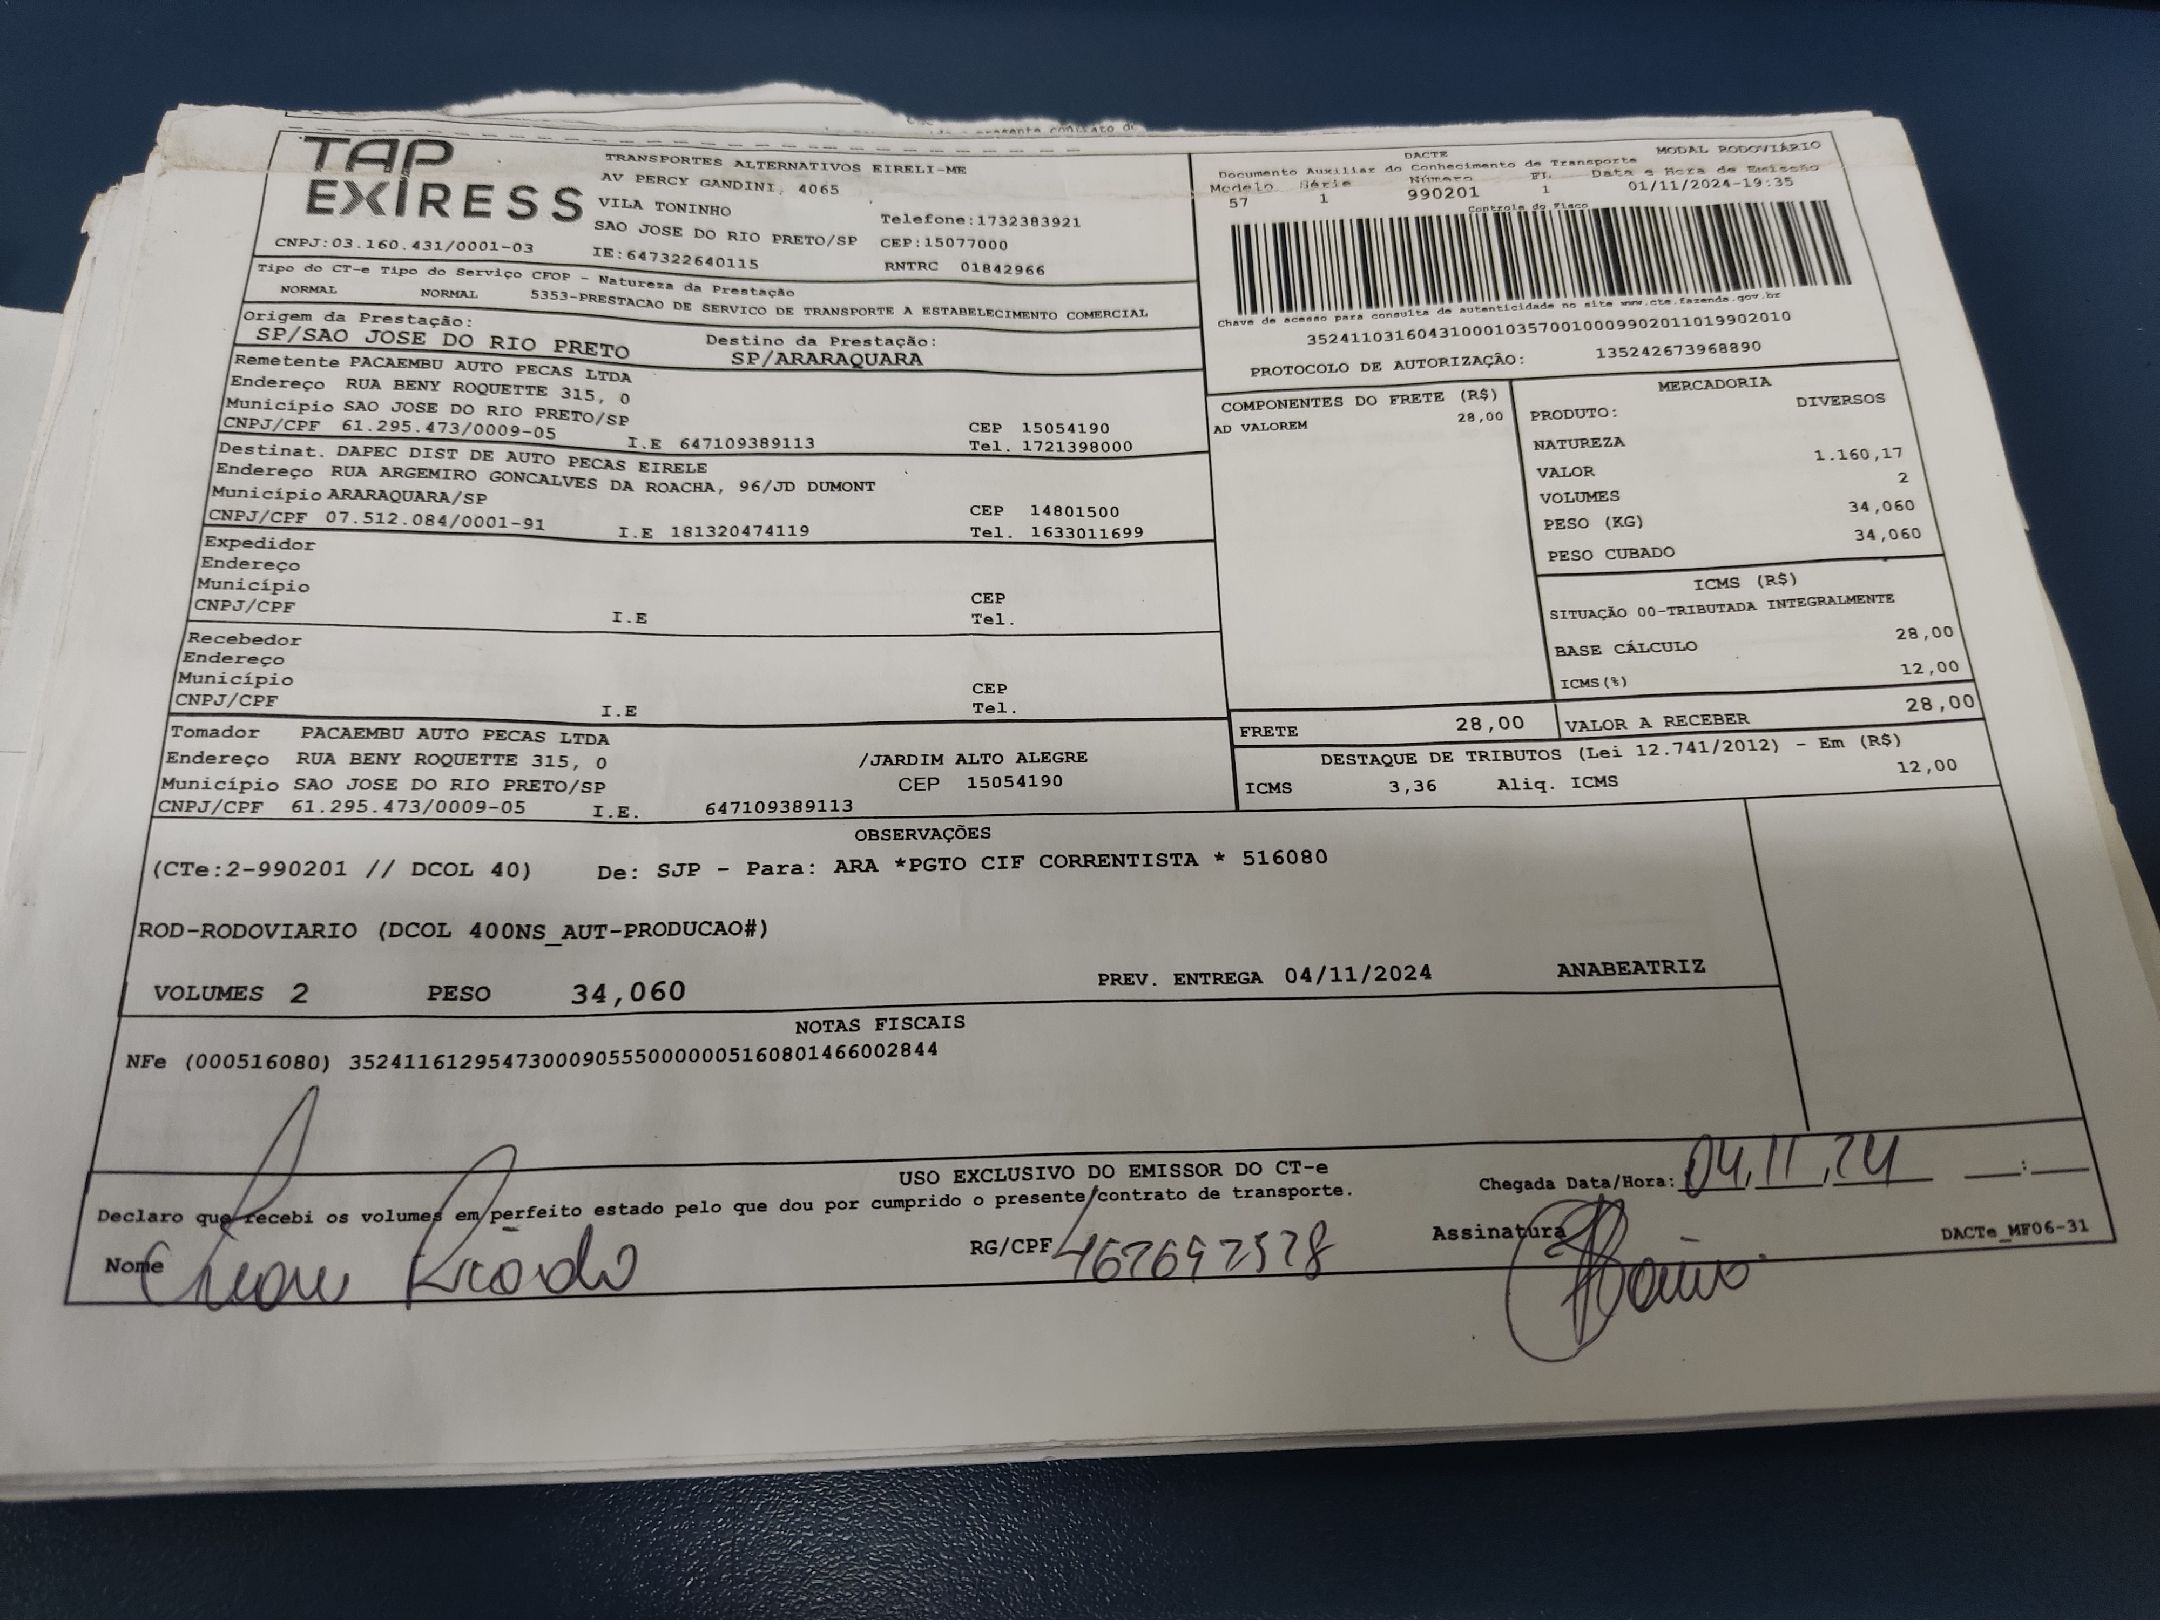 TAP
EXPRESS
TRANSPORTES ALTERNATIVOS EIRELI-ME
AV PERCY GANDINI, 4065
VILA TONINHO
SAO JOSE DO RIO PRETO/SP
Telefone:1732383921
CEP:15077000
CNPJ:03.160.431/0001-03
IE:647322640115
RNTRC 01842966
DACTE
MODAL RODOVIÁRIO
Documento Auxiliar do Conhecimento de Transporte
Modelo Série Número FL Data e Hora de Emissão
57 1 990201 1 01/11/2024-19:35
Controle do Fisco
Chave de acesso para consulta de autenticidade no site www.cte.fazenda.gov.br
35241103160431000103570010009902011019902010
PROTOCOLO DE AUTORIZAÇÃO: 135242673968890
Tipo do CT-e Tipo do Serviço CFOP - Natureza da Prestação
NORMAL NORMAL 5353-PRESTACAO DE SERVICO DE TRANSPORTE A ESTABELECIMENTO COMERCIAL
Origem da Prestação: Destino da Prestação:
SP/SAO JOSE DO RIO PRETO SP/ARARAQUARA
Remetente PACAEMBU AUTO PECAS LTDA
Endereço RUA BENY ROQUETTE 315, 0
Município SAO JOSE DO RIO PRETO/SP CEP 15054190
CNPJ/CPF 61.295.473/0009-05 I.E 647109389113 Tel. 1721398000
Destinat. DAPEC DIST DE AUTO PECAS EIRELE
Endereço RUA ARGEMIRO GONCALVES DA ROACHA, 96/JD DUMONT
Município ARARAQUARA/SP CEP 14801500
CNPJ/CPF 07.512.084/0001-91 I.E 181320474119 Tel. 1633011699
Expedidor
Endereço
Município CEP
CNPJ/CPF I.E Tel.
Recebedor
Endereço
Município CEP
CNPJ/CPF I.E Tel.
Tomador PACAEMBU AUTO PECAS LTDA
Endereço RUA BENY ROQUETTE 315, 0 /JARDIM ALTO ALEGRE
Município SAO JOSE DO RIO PRETO/SP CEP 15054190
CNPJ/CPF 61.295.473/0009-05 I.E. 647109389113
COMPONENTES DO FRETE (R$)
AD VALOREM 28,00
MERCADORIA
PRODUTO: DIVERSOS
NATUREZA
VALOR 1.160,17
VOLUMES 2
PESO (KG) 34,060
PESO CUBADO 34,060
ICMS (R$)
SITUAÇÃO 00-TRIBUTADA INTEGRALMENTE
BASE CÁLCULO 28,00
ICMS(%) 12,00
FRETE 28,00 VALOR A RECEBER 28,00
DESTAQUE DE TRIBUTOS (Lei 12.741/2012) - Em (R$)
ICMS 3,36 Aliq. ICMS 12,00
OBSERVAÇÕES
(CTe:2-990201 // DCOL 40) De: SJP - Para: ARA *PGTO CIF CORRENTISTA * 516080
ROD-RODOVIARIO (DCOL 400NS_AUT-PRODUCAO#)
VOLUMES 2 PESO 34,060 PREV. ENTREGA 04/11/2024 ANABEATRIZ
NOTAS FISCAIS
NFe (000516080) 35241161295473000905550000005160801466002844
USO EXCLUSIVO DO EMISSOR DO CT-e
Declaro que recebi os volumes em perfeito estado pelo que dou por cumprido o presente contrato de transporte.
Chegada Data/Hora: 04.11.24 __:__
Nome
RG/CPF 467697578
Assinatura
DACTe_MF06-31